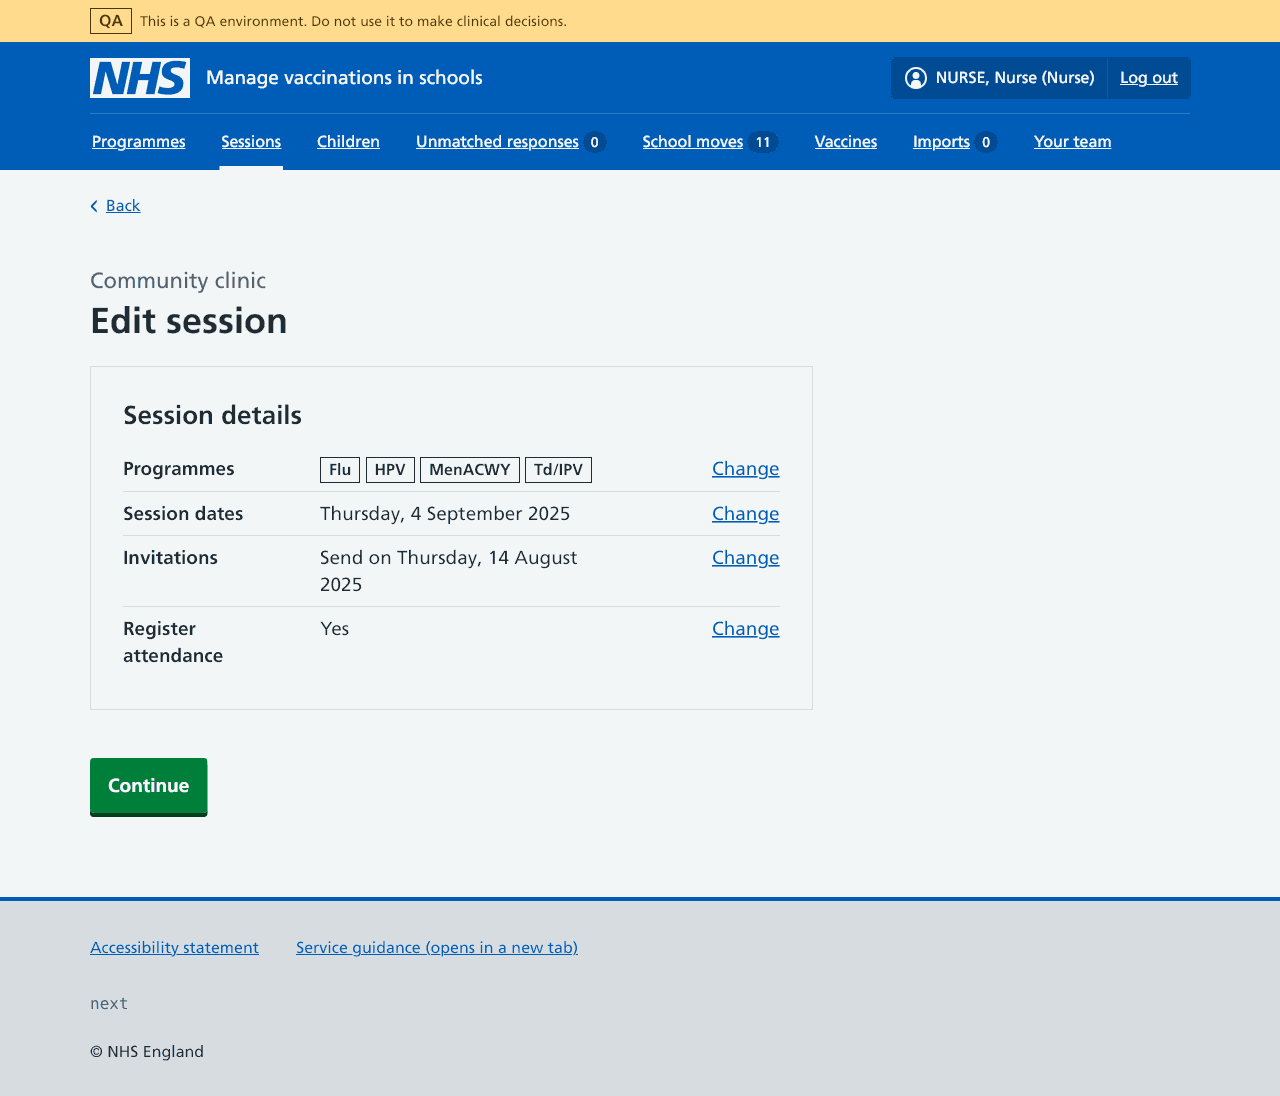 QA This is a QA environment. Do not use it to make clinical decisions.
NHS Manage vaccinations in schools NURSE, Nurse (Nurse) Log out
Programmes Sessions Children Unmatched responses 0 School moves 11 Vaccines Imports 0 Your team
Back
Community clinic
Edit session
Session details
Programmes Flu HPV MenACWY Td/IPV Change
Session dates Thursday, 4 September 2025 Change
Invitations Send on Thursday, 14 August Change
2025
Register Yes Change
attendance
Continue
Accessibility statement Service guidance (opens in a new tab)
next
© NHS England